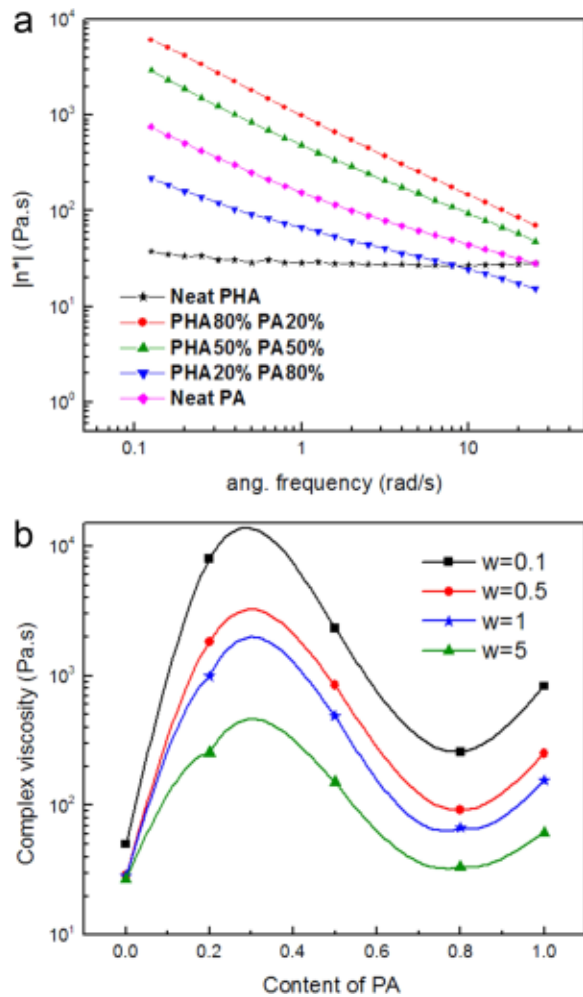 a
10⁴
10³
10²
10¹
10⁰
|n*| (Pa.s)
Neat PHA
PHA80% PA20%
PHA50% PA50%
PHA20% PA80%
Neat PA
0.1 1 10
ang. frequency (rad/s)
b
10⁴
10³
10²
10¹
Complex viscosity (Pa.s)
w=0.1
w=0.5
w=1
w=5
0.0 0.2 0.4 0.6 0.8 1.0
Content of PA